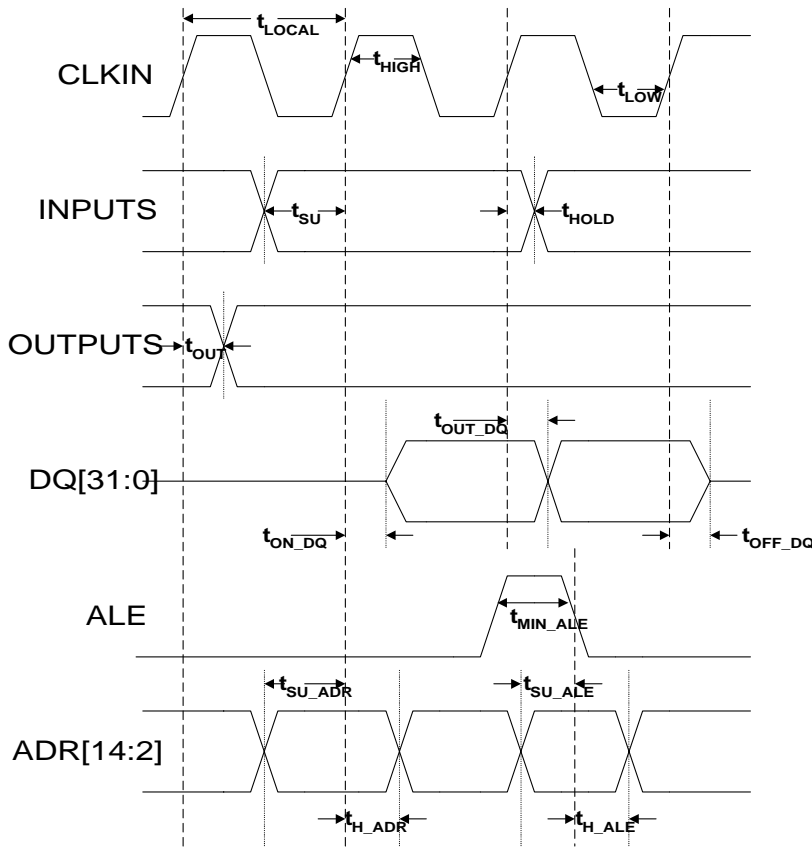 tLOCAL
CLKIN
tHIGH
tLOW
INPUTS
tSU
tHOLD
OUTPUTS
tOUT
tOUT_DQ
DQ[31:0]
tON_DQ
tOFF_DQ
ALE
tMIN_ALE
tSU_ADR
tSU_ALE
ADR[14:2]
tH_ADR
tH_ALE